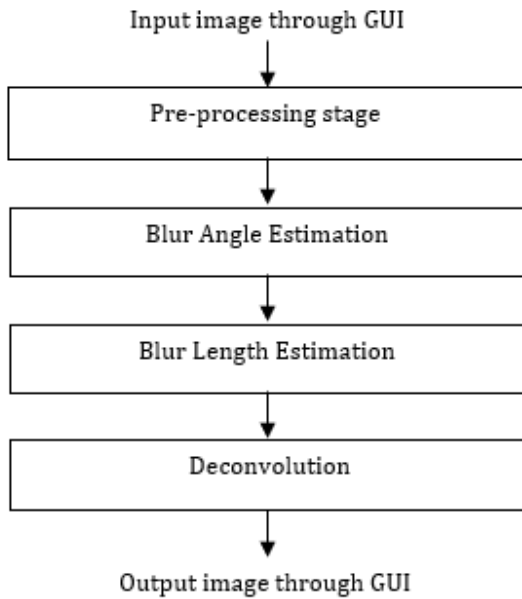 Input image through GUI
Pre-processing stage
Blur Angle Estimation
Blur Length Estimation
Deconvolution
Output image through GUI